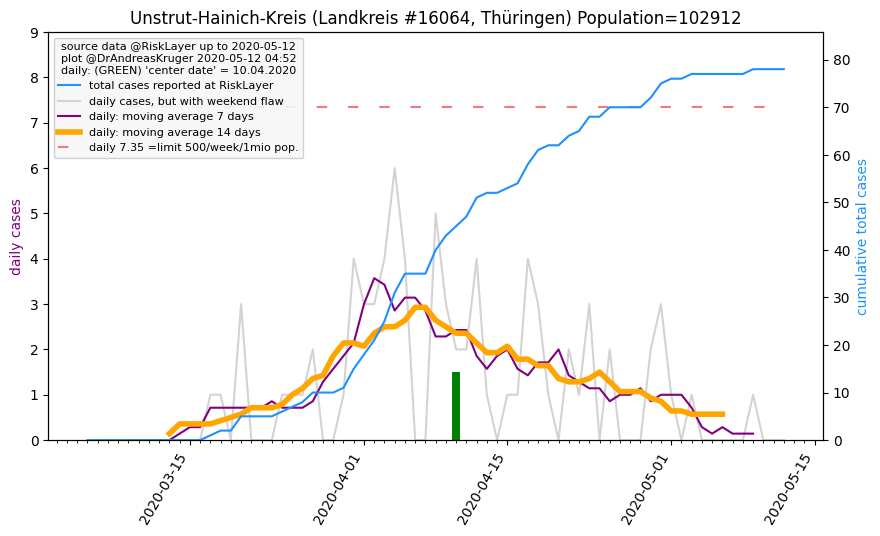 Unstrut-Hainich-Kreis (Landkreis #16064, Thüringen) Population=102912
source data @RiskLayer up to 2020-05-12
plot @DrAndreasKruger 2020-05-12 04:52
daily: (GREEN) 'center date' = 10.04.2020
total cases reported at RiskLayer
daily cases, but with weekend flaw
daily: moving average 7 days
daily: moving average 14 days
daily 7.35 =limit 500/week/1mio pop.
daily cases
9
8
7
6
5
4
3
2
1
0
80
70
60
50
40
30
20
10
0
cumulative total cases
2020-03-15
2020-04-01
2020-04-15
2020-05-01
2020-05-15